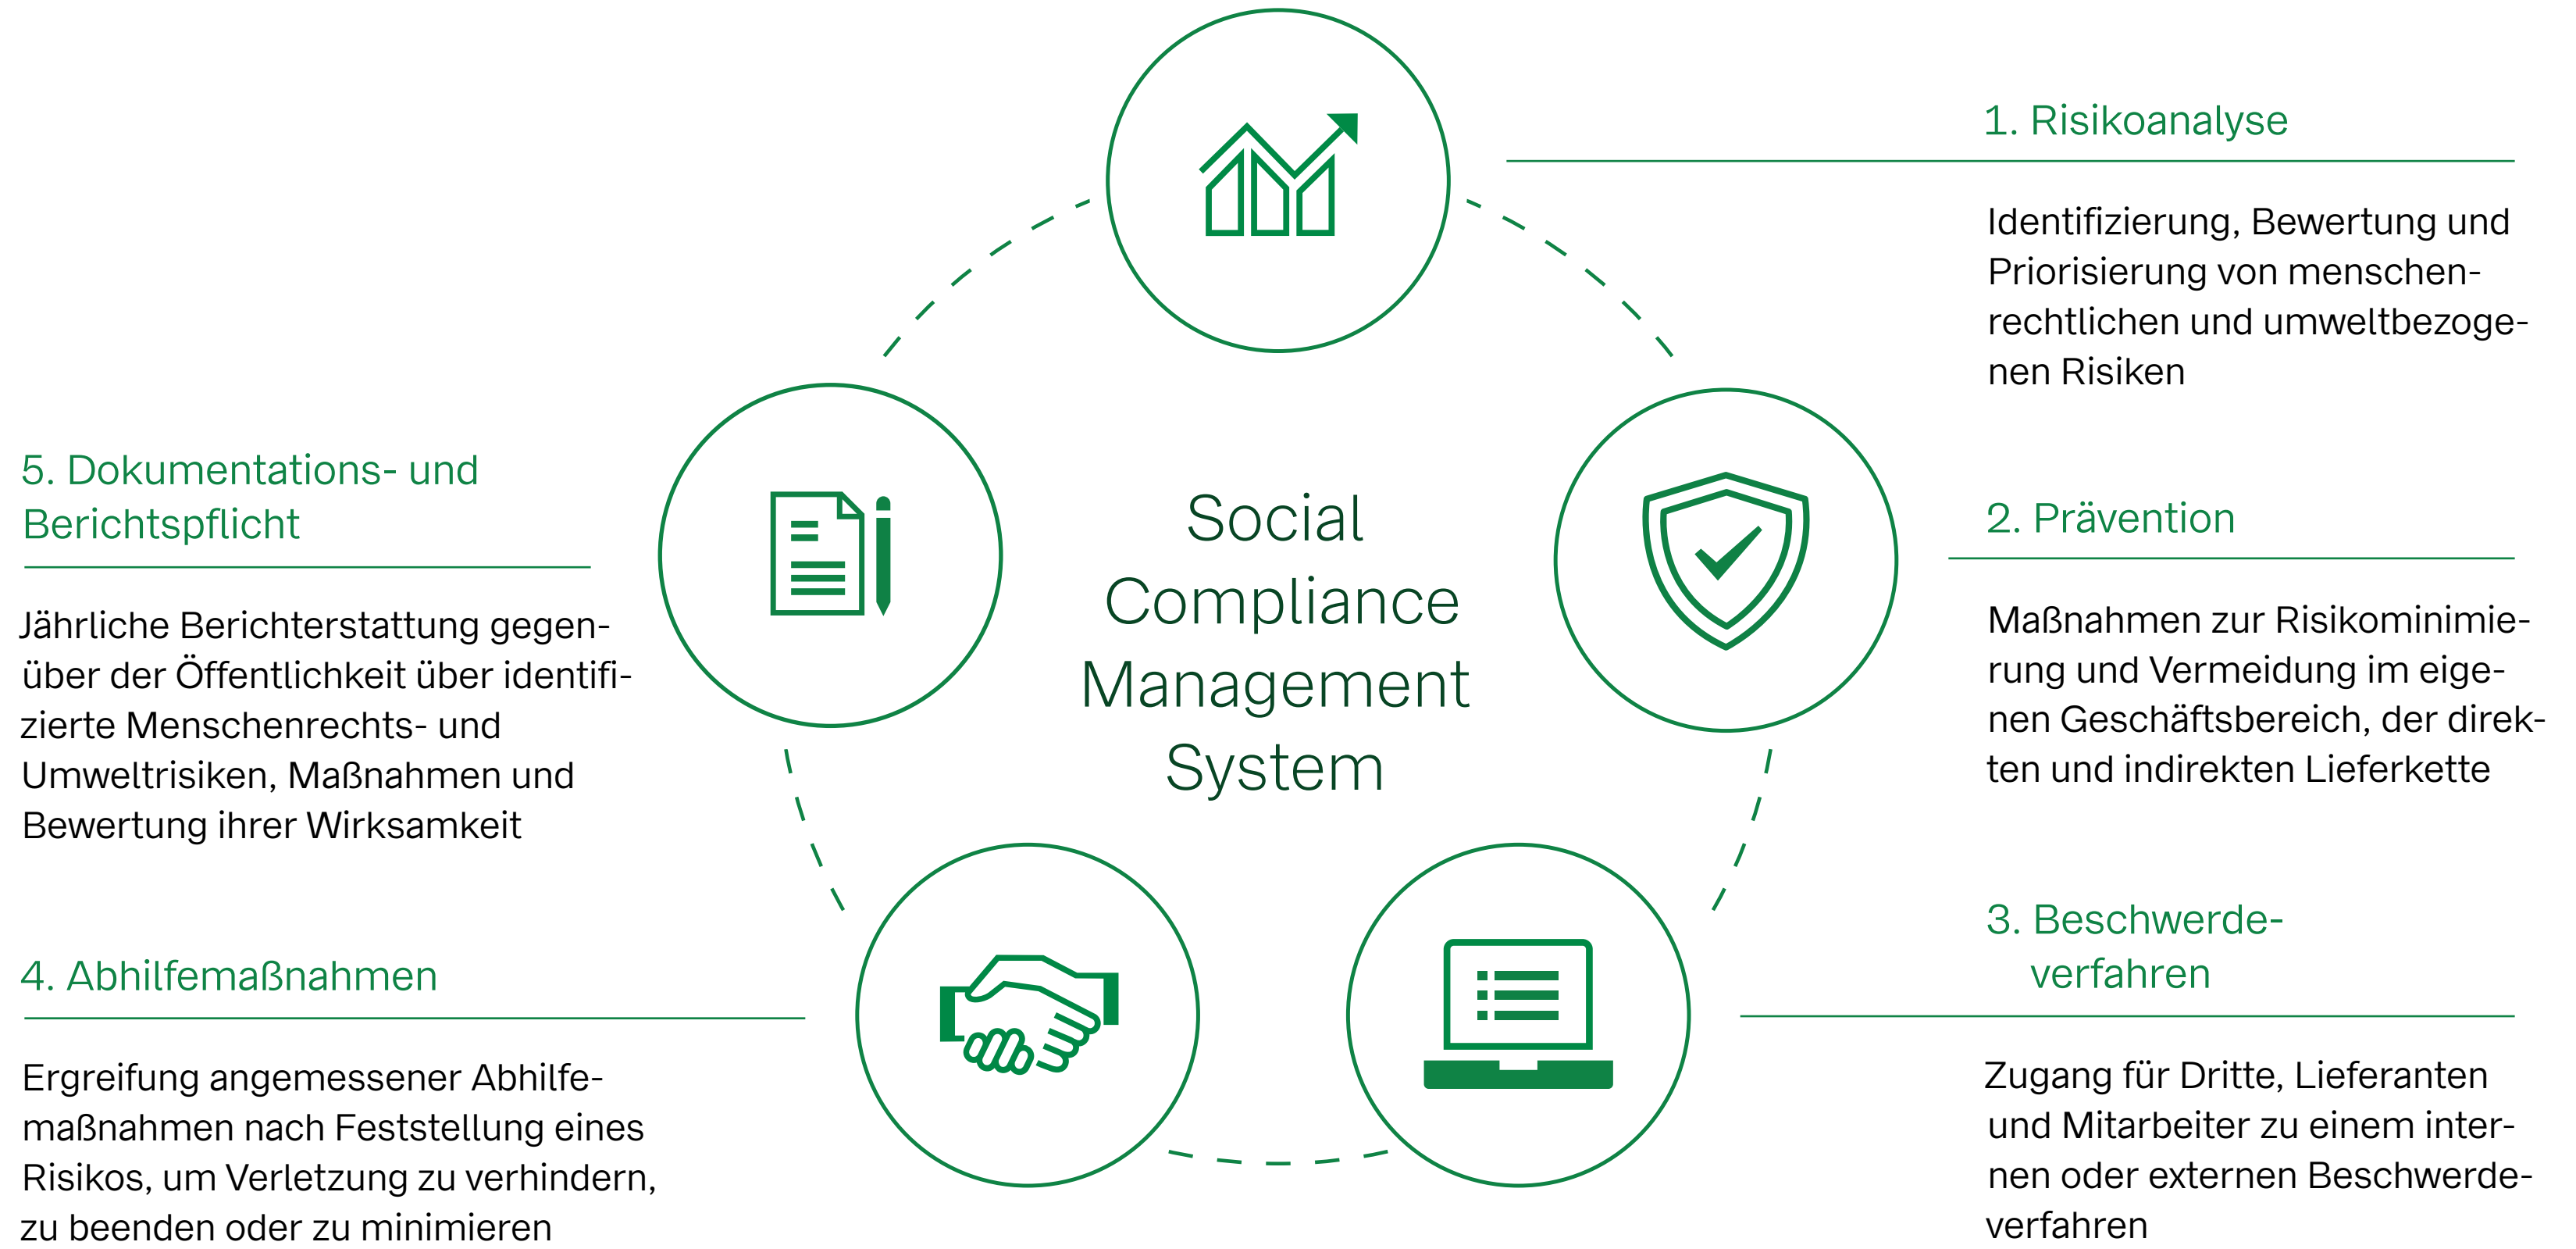 Social
Compliance
Management
System
1. Risikoanalyse
Identifizierung, Bewertung und
Priorisierung von menschen-
rechtlichen und umweltbezoge-
nen Risiken
2. Prävention
Maßnahmen zur Risikominimie-
rung und Vermeidung im eige-
nen Geschäftsbereich, der direk-
ten und indirekten Lieferkette
3. Beschwerde-
verfahren
Zugang für Dritte, Lieferanten
und Mitarbeiter zu einem inter-
nen oder externen Beschwerde-
verfahren
4. Abhilfemaßnahmen
Ergreifung angemessener Abhilfe-
maßnahmen nach Feststellung eines
Risikos, um Verletzung zu verhindern,
zu beenden oder zu minimieren
5. Dokumentations- und
Berichtspflicht
Jährliche Berichterstattung gegen-
über der Öffentlichkeit über identifi-
zierte Menschenrechts- und
Umweltrisiken, Maßnahmen und
Bewertung ihrer Wirksamkeit